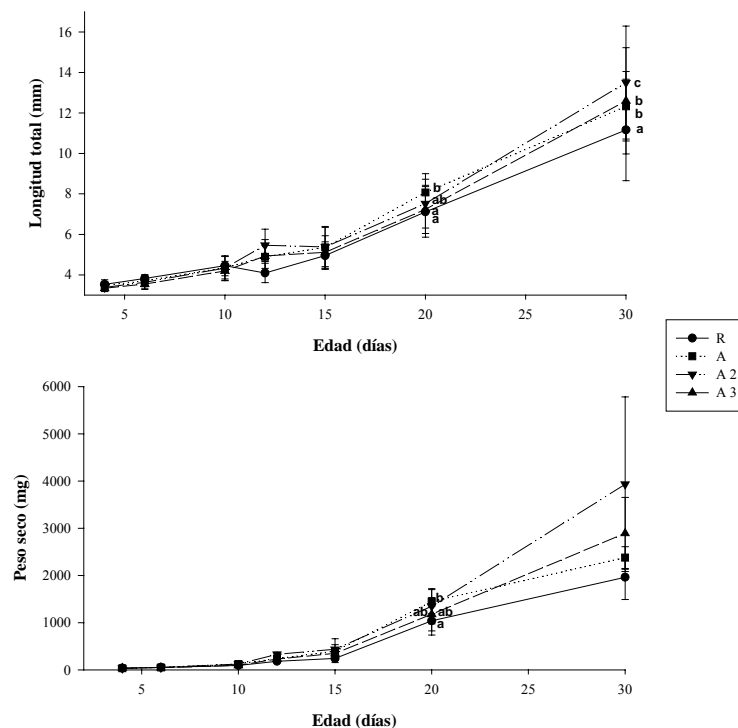 16
14
12
10
8
6
4
Longitud total (mm)
c
b
b
a
b
ab
a
a
5 10 15 20 25 30
Edad (días)
R
A
A 2
A 3
6000
5000
4000
3000
2000
1000
0
Peso seco (mg)
b
ab ab
a
5 10 15 20 25 30
Edad (días)